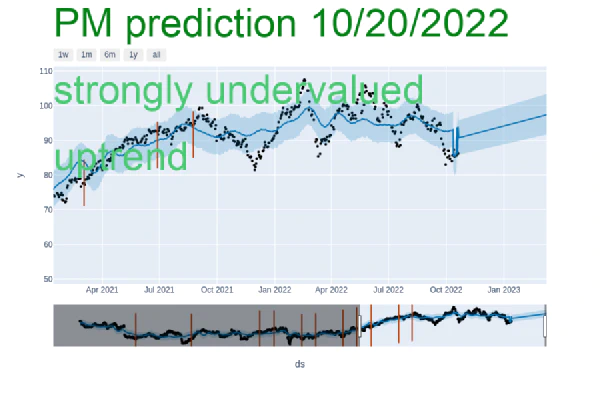 PM prediction 10/20/2022
1w 1m 6m 1y all
strongly undervalued
uptrend
110
100
90
80
70
60
50
y
Apr 2021 Jul 2021 Oct 2021 Jan 2022 Apr 2022 Jul 2022 Oct 2022 Jan 2023
ds